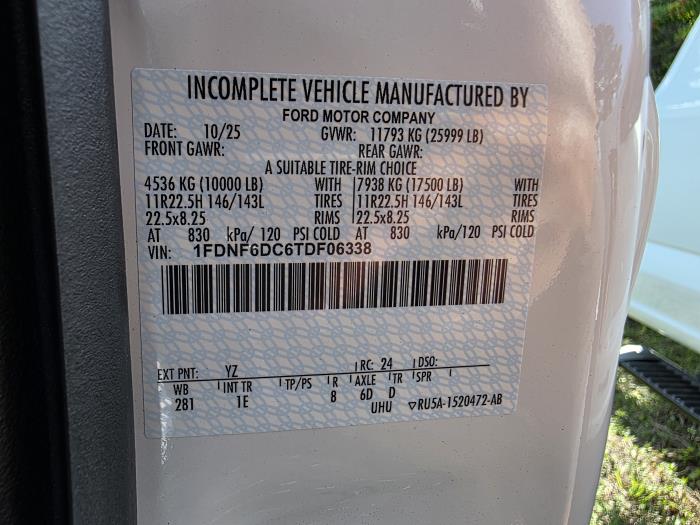 INCOMPLETE VEHICLE MANUFACTURED BY
FORD MOTOR COMPANY
DATE: 10/25 GVWR: 11793 KG (25999 LB)
FRONT GAWR: REAR GAWR:
A SUITABLE TIRE-RIM CHOICE
4536 KG (10000 LB) WITH 7938 KG (17500 LB) WITH
11R22.5H 146/143L TIRES 11R22.5H 146/143L TIRES
22.5x8.25 RIMS 22.5x8.25 RIMS
AT 830 kPa/ 120 PSI COLD AT 830 kPa/120 PSI COLD
VIN: 1FDNF6DC6TDF06338
EXT PNT: YZ RC: 24 DSO:
WB INT TR TP/PS R AXLE TR SPR
281 1E 8 6D D
UHU ▽RU5A-1520472-AB